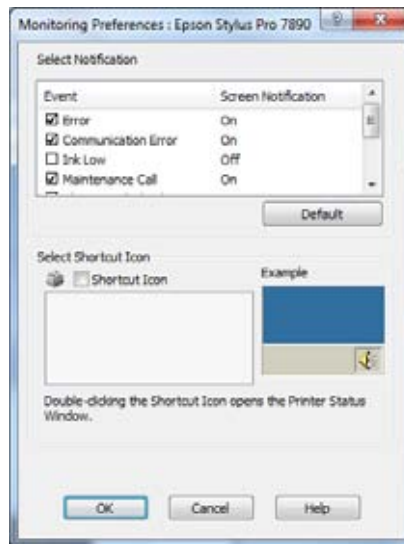 Monitoring Preferences : Epson Stylus Pro 7890
Select Notification
Event Screen Notification
Error On
Communication Error On
Ink Low Off
Maintenance Call On
Default
Select Shortcut Icon
Shortcut Icon
Example
Double-clicking the Shortcut Icon opens the Printer Status
Window.
OK Cancel Help